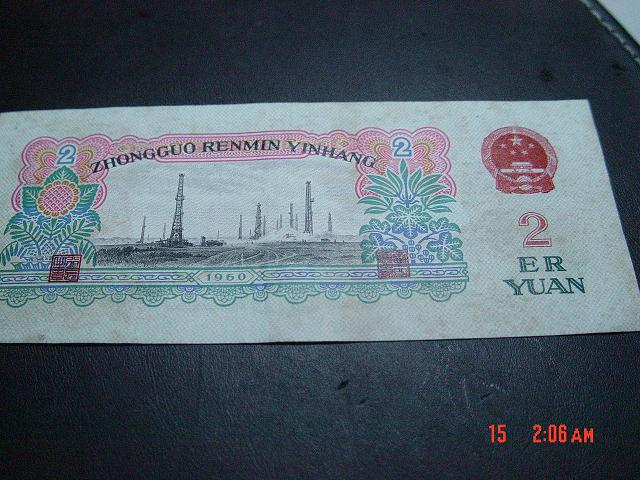 2 ZHONGGUO RENMIN YINHANG 2
1960
2
ER
YUAN
15 2:06 AM